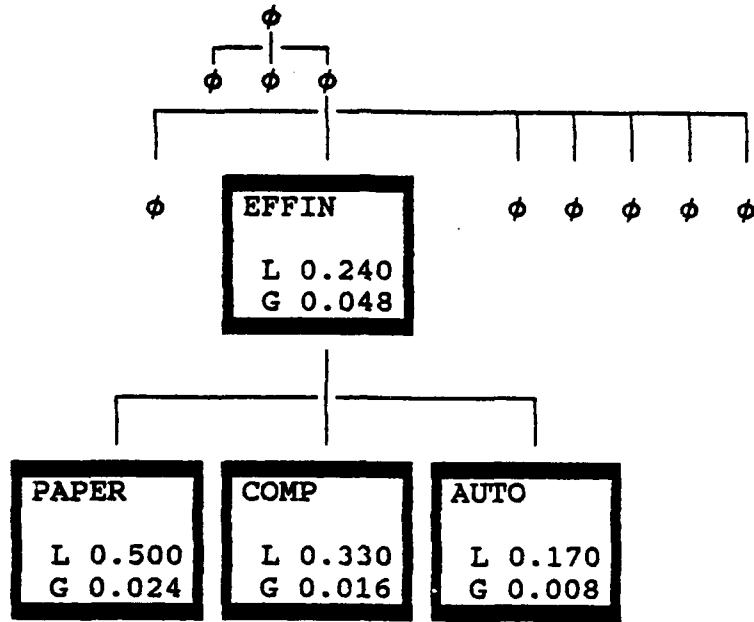 φ
φ φ φ
φ φ φ φ φ φ
EFFIN
L 0.240
G 0.048
PAPER
L 0.500
G 0.024
COMP
L 0.330
G 0.016
AUTO
L 0.170
G 0.008